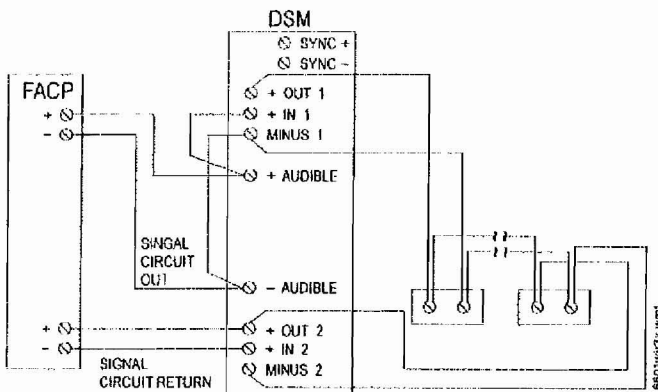 DSM
SYNC +
SYNC -
FACP
+ OUT 1
+
+ IN 1
-
MINUS 1
+ AUDIBLE
SINGAL
CIRCUIT
OUT
- AUDIBLE
+
+ OUT 2
-
+ IN 2
SIGNAL
CIRCUIT RETURN
MINUS 2